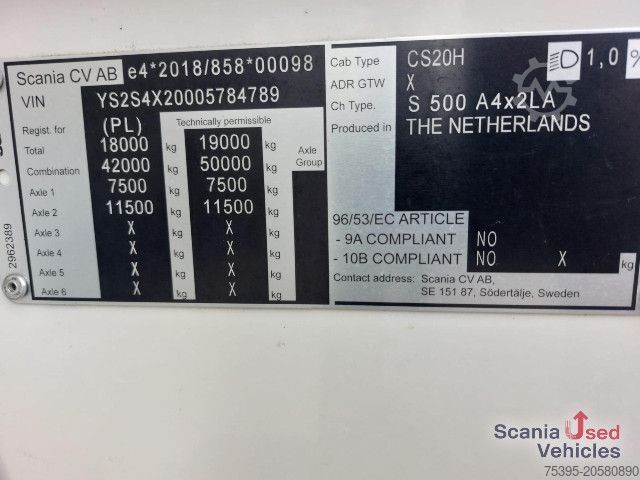 Scania CV AB e4*2018/858*00098
VIN YS2S4X20005784789
Regist. for (PL) Technically permissible
Total 18000 kg 19000 kg Axle Group
Combination 42000 kg 50000 kg
Axle 1 7500 kg 7500 kg
Axle 2 11500 kg 11500 kg
Axle 3 X kg X kg
Axle 4 X kg X kg
Axle 5 X kg X kg
Axle 6 X kg X kg kg
2962389
Cab Type CS20H 1,0 %
ADR GTW X
Ch Type. S 500 A4x2LA
Produced in THE NETHERLANDS
96/53/EC ARTICLE
- 9A COMPLIANT NO
- 10B COMPLIANT NO X kg
Contact address: Scania CV AB,
SE 151 87, Södertälje, Sweden
Scania Used
Vehicles
75395-20580890